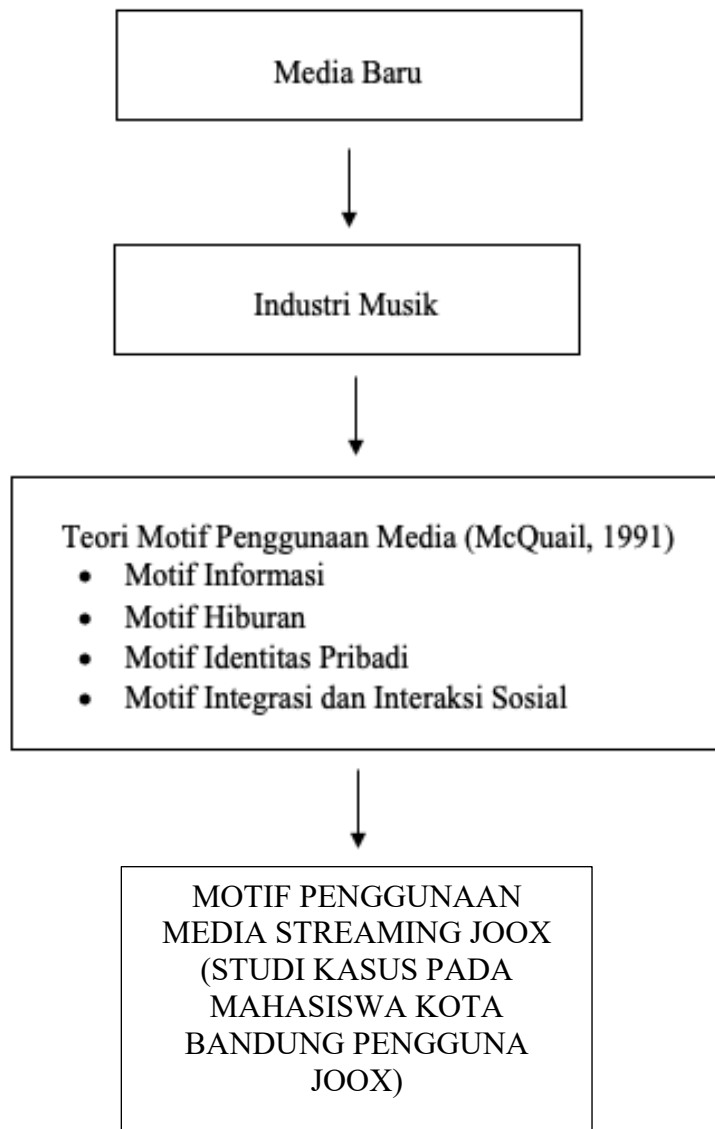 Media Baru
Industri Musik
Teori Motif Penggunaan Media (McQuail, 1991)
• Motif Informasi
• Motif Hiburan
• Motif Identitas Pribadi
• Motif Integrasi dan Interaksi Sosial
MOTIF PENGGUNAAN
MEDIA STREAMING JOOX
(STUDI KASUS PADA
MAHASISWA KOTA
BANDUNG PENGGUNA
JOOX)